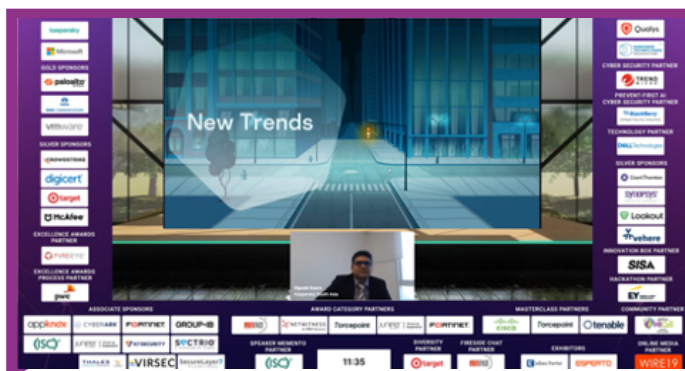 kaspersky
Microsoft
GOLD SPONSORS
paloalto
vmware
SILVER SPONSORS
CROWDSTRIKE
digicert
target
McAfee
EXCELLENCE AWARDS
PARTNER
FIREEYE
EXCELLENCE AWARDS
PROCESS PARTNER
pwc
New Trends
Qualys
CYBER SECURITY PARTNER
TREND
MICRO
PREVENT-FIRST AI
CYBER SECURITY PARTNER
BlackBerry
TECHNOLOGY PARTNER
DELL Technologies
SILVER SPONSORS
GrantThornton
SYNOPSYS
Lookout
vehere
INNOVATION BOX PARTNER
SISA
HACKATHON PARTNER
EY
ASSOCIATE SPONSORS
appknox
CYBERARK
FORTINET
GROUP-IB
(ISC)²
JUNIPER
K7SECURITY
SECTRIO
THALES
VIRSEC
SecureLayer7
AWARD CATEGORY PARTNERS
NETWITNESS
Forcepoint
JUNIPER
FORTINET
SPEAKER MEMENTO
PARTNER
(ISC)²
11:35
DIVERSITY
PARTNER
target
FIRESIDE CHAT
PARTNER
MASTERCLASS PARTNERS
CISCO
Forcepoint
tenable
EXHIBITORS
ESPERTO
COMMUNITY PARTNER
ONLINE MEDIA
PARTNER
WIRE19